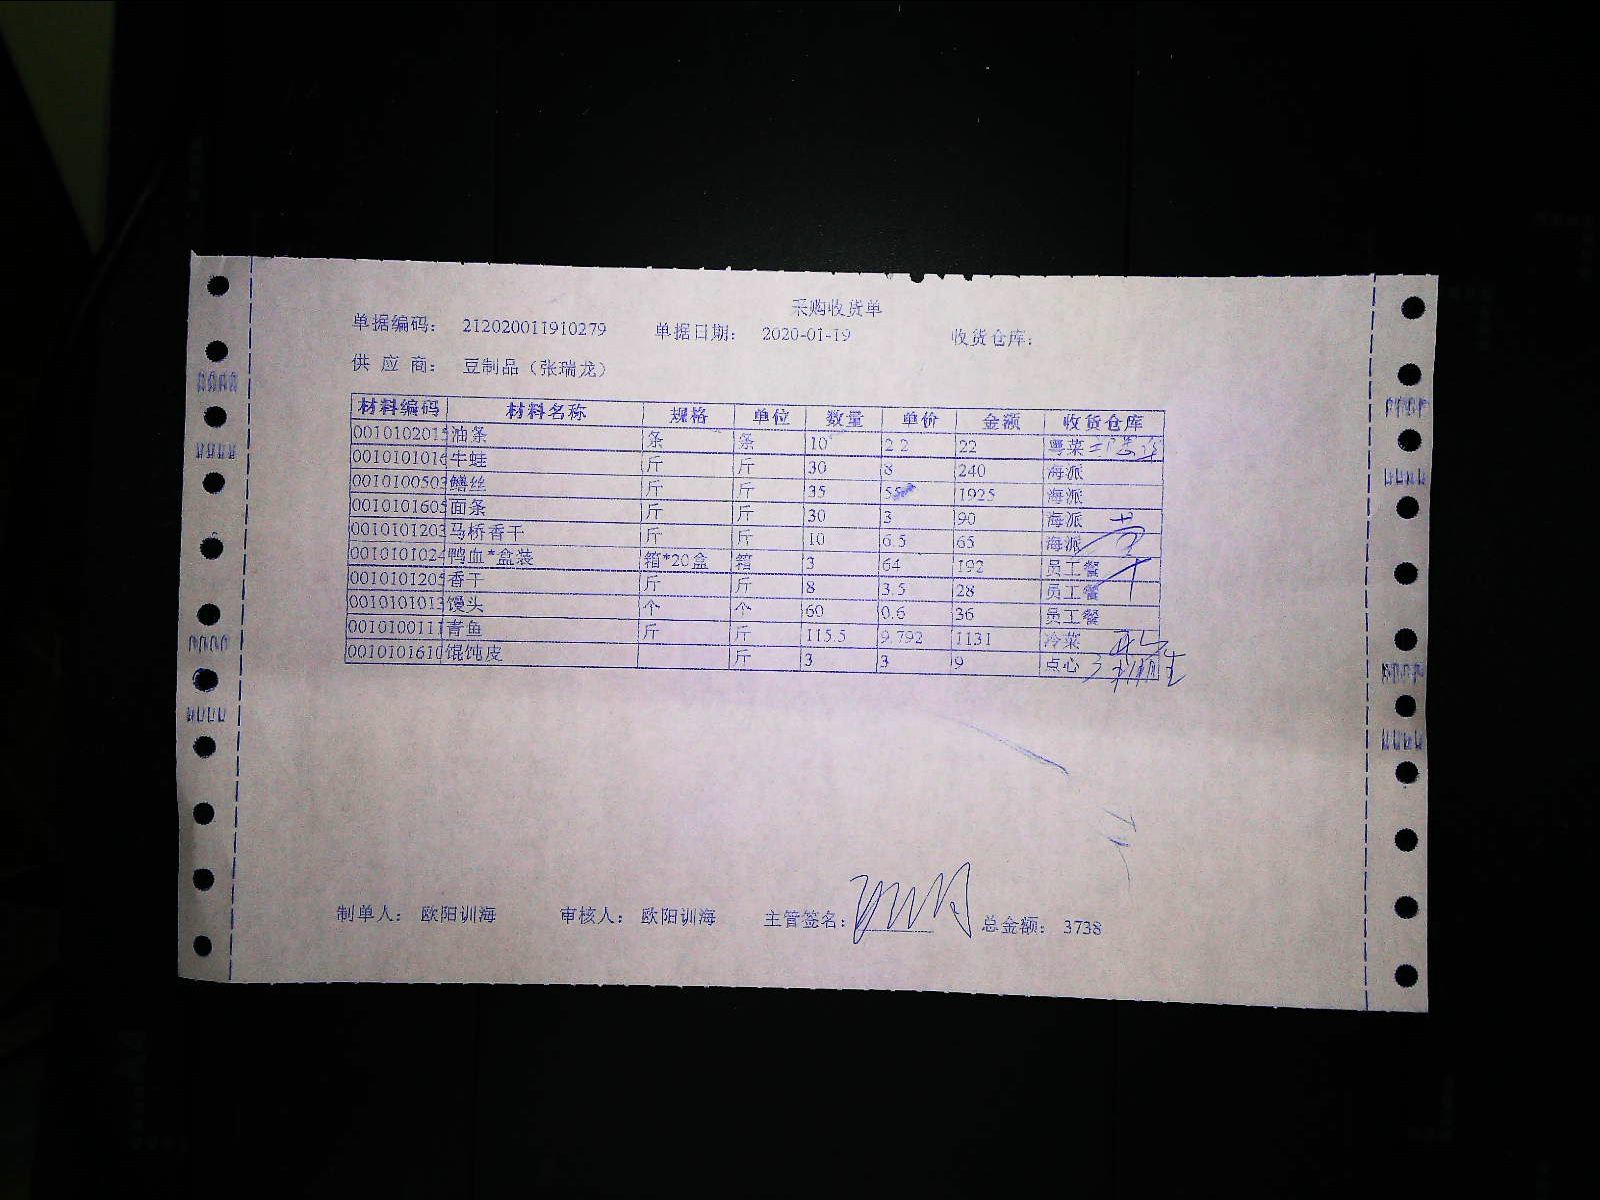 采购收货单
单据编码： 212020011910279 单据日期： 2020-01-19 收货仓库：
供 应 商： 豆制品（张瑞龙）
材料编码 材料名称 规格 单位 数量 单价 金额 收货仓库
0010102015 油条 条 条 10 2.2 22 粤菜
0010101016 牛蛙 斤 斤 30 8 240 海派
0010100503 鳝丝 斤 斤 35 55 1925 海派
0010101605 面条 斤 斤 30 3 90 海派
0010101203 马桥香干 斤 斤 10 6.5 65 海派
0010101024 鸭血*盒装 箱*20盒 箱 3 64 192 员工餐
0010101205 香干 斤 斤 8 3.5 28 员工餐
0010101013 馒头 个 个 60 0.6 36 员工餐
0010100111 青鱼 斤 斤 115.5 9.792 1131 冷菜
0010101610 馄饨皮 斤 3 3 9 点心
制单人： 欧阳训海 审核人： 欧阳训海 主管签名： 总金额： 3738